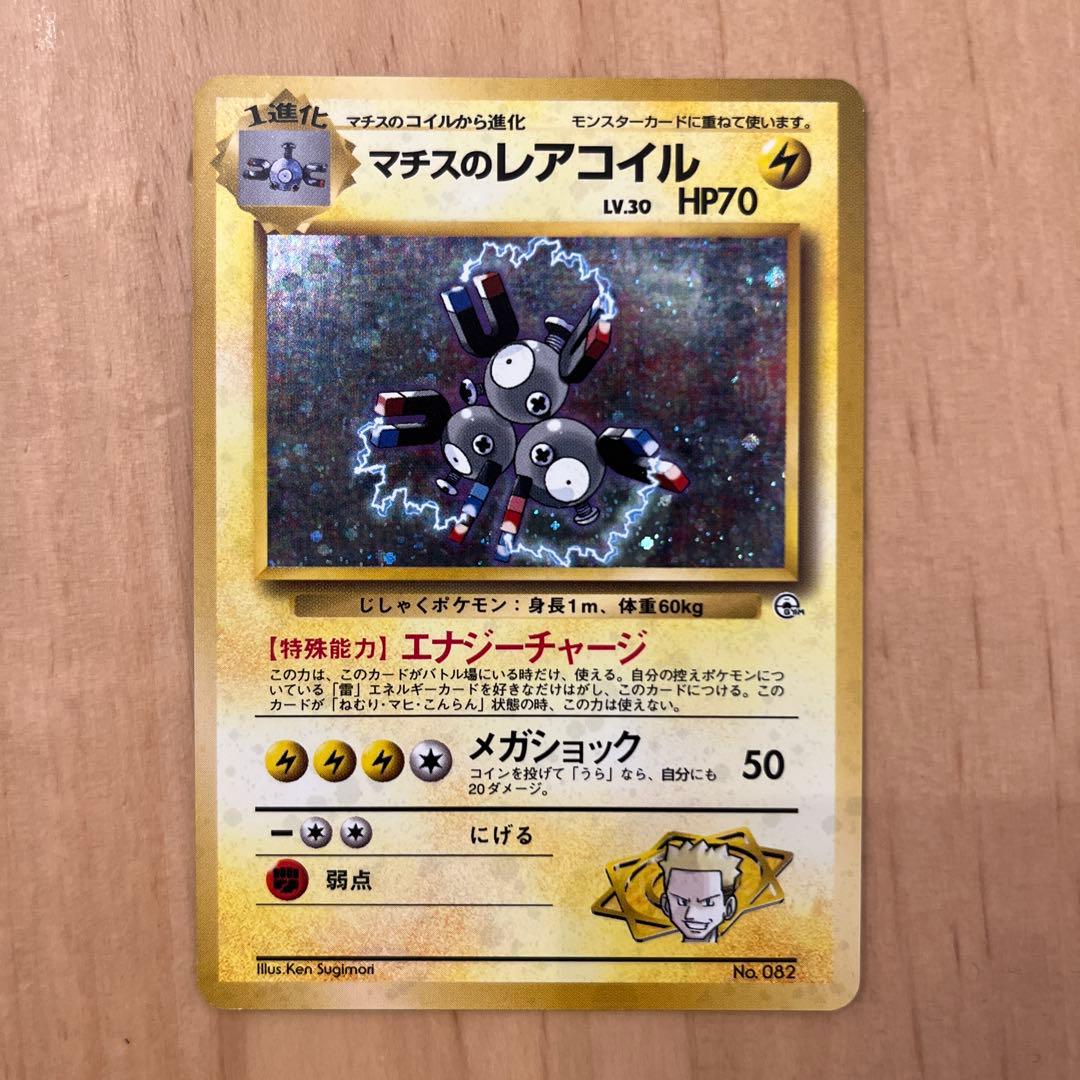 1進化
マチスのコイルから進化
モンスターカードに重ねて使います。
マチスのレアコイル
LV.30 HP70
じしゃくポケモン：身長1m、体重60kg
GYM
【特殊能力】エナジーチャージ
この力は、このカードがバトル場にいる時だけ、使える。自分の控えポケモンにつ
いている「雷」エネルギーカードを好きなだけはがし、このカードにつける。この
カードが「ねむり・マヒ・こんらん」状態の時、この力は使えない。
メガショック
コインを投げて「うら」なら、自分にも
20ダメージ。
50
にげる
弱点
Illus.Ken Sugimori
No. 082